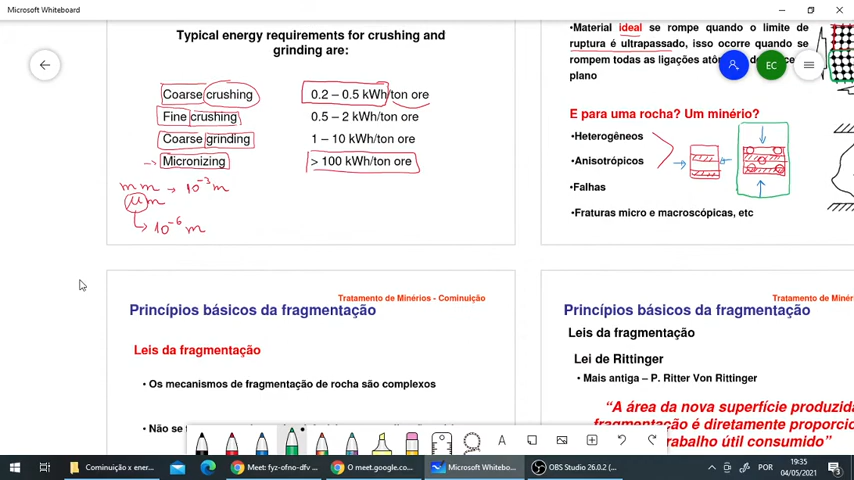 Microsoft Whiteboard
Typical energy requirements for crushing and
grinding are:
Coarse crushing 0.2 – 0.5 kWh/ton ore
Fine crushing 0.5 – 2 kWh/ton ore
Coarse grinding 1 – 10 kWh/ton ore
Micronizing > 100 kWh/ton ore
mm → 10⁻³ m
μm
→ 10⁻⁶ m
•Material ideal se rompe quando o limite de
ruptura é ultrapassado, isso ocorre quando se
rompem todas as ligações
plano
EC
E para uma rocha? Um minério?
•Heterogêneos
•Anisotrópicos
•Falhas
•Fraturas micro e macroscópicas, etc
Tratamento de Minérios - Cominuição
Princípios básicos da fragmentação
Leis da fragmentação
• Os mecanismos de fragmentação de rocha são complexos
• Não se
Tratamento de Miné
Princípios básicos da fragmentação
Leis da fragmentação
Lei de Rittinger
• Mais antiga – P. Ritter Von Rittinger
“A área da nova superfície produzid
fragmentação é diretamente proporcio
trabalho útil consumido”
A
Cominuição x ener...
Meet: fyz-ofno-dfv ...
O meet.google.co...
Microsoft Whitebo...
OBS Studio 26.0.2 (...
POR
19:35
04/05/2021
3